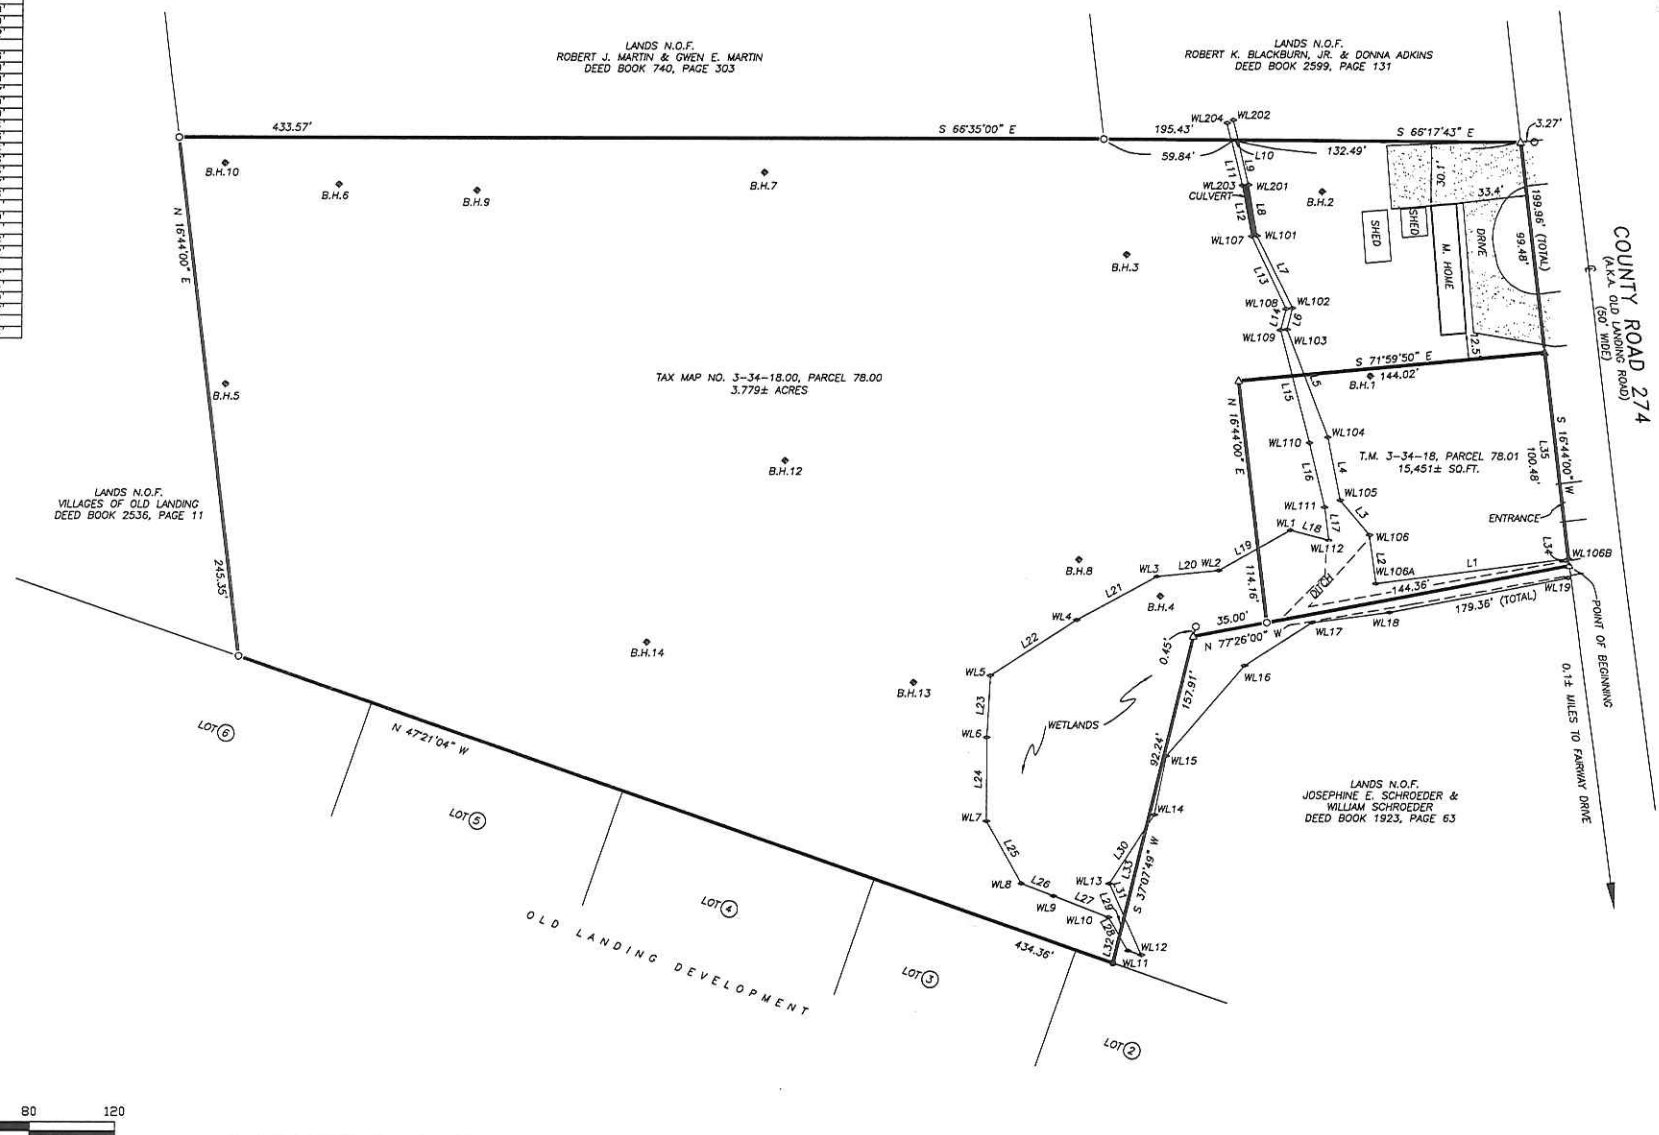 LANDS N.O.F.
ROBERT J. MARTIN & GWEN E. MARTIN
DEED BOOK 740, PAGE 303
LANDS N.O.F.
ROBERT K. BLACKBURN, JR. & DONNA ADKINS
DEED BOOK 2599, PAGE 131
433.57'
S 66°35'00" E
195.43'
WL204
WL202
S 66°17'43" E
3.27'
59.84'
L10
132.49'
B.H.10
B.H.6
B.H.9
B.H.7
L11
L9
WL203
WL201
CULVERT
B.H.2
L12
L8
WL107
WL101
30.1'
33.4'
SHED
SHED
M. HOME
DRIVE
199.96' (TOTAL)
99.48'
12.5'
COUNTY ROAD 274
(A.K.A. OLD LANDING ROAD)
(50' WIDE)
N 16°44'00" E
B.H.3
L7
L13
WL108
WL102
L14
L6
WL109
WL103
S 71°59'50" E
144.02'
B.H.1
L5
L15
TAX MAP NO. 3-34-18.00, PARCEL 78.00
3.779± ACRES
B.H.5
N 16°44'00" E
WL110
WL104
T.M. 3-34-18, PARCEL 78.01
15,451± SQ.FT.
S 16°44'00" W
L35
100.48'
B.H.12
L16
L4
WL105
WL111
L3
ENTRANCE
LANDS N.O.F.
VILLAGES OF OLD LANDING
DEED BOOK 2536, PAGE 11
WL1
L18
L17
WL106
WL112
L34
WL106B
L19
L2
L1
245.35'
B.H.8
WL3
L20
WL2
114.16'
DITCH
WL106A
144.36'
WL19
L21
B.H.4
179.36' (TOTAL)
WL4
35.00'
WL17
WL18
N 77°26'00" W
POINT OF BEGINNING
L22
B.H.14
0.45'
WL16
0.1± MILES TO FAIRWAY DRIVE
WL5
B.H.13
157.91'
L23
WETLANDS
LOT 6
N 47°21'04" W
WL6
92.24'
WL15
L24
LANDS N.O.F.
JOSEPHINE E. SCHROEDER &
WILLIAM SCHROEDER
DEED BOOK 1923, PAGE 63
LOT 5
WL7
WL14
L25
L30
L33
S 37°07'49" W
WL8
L26
WL13
L31
WL9
L27
L29
LOT 4
WL10
L28
OLD LANDING DEVELOPMENT
434.36'
L32
WL12
WL11
LOT 3
LOT 2
80
120